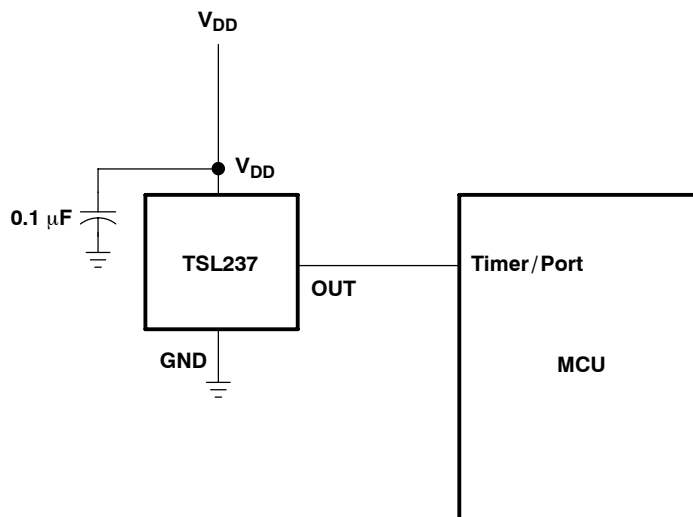 VDD
VDD
0.1 μF
TSL237
OUT
Timer/Port
GND
MCU